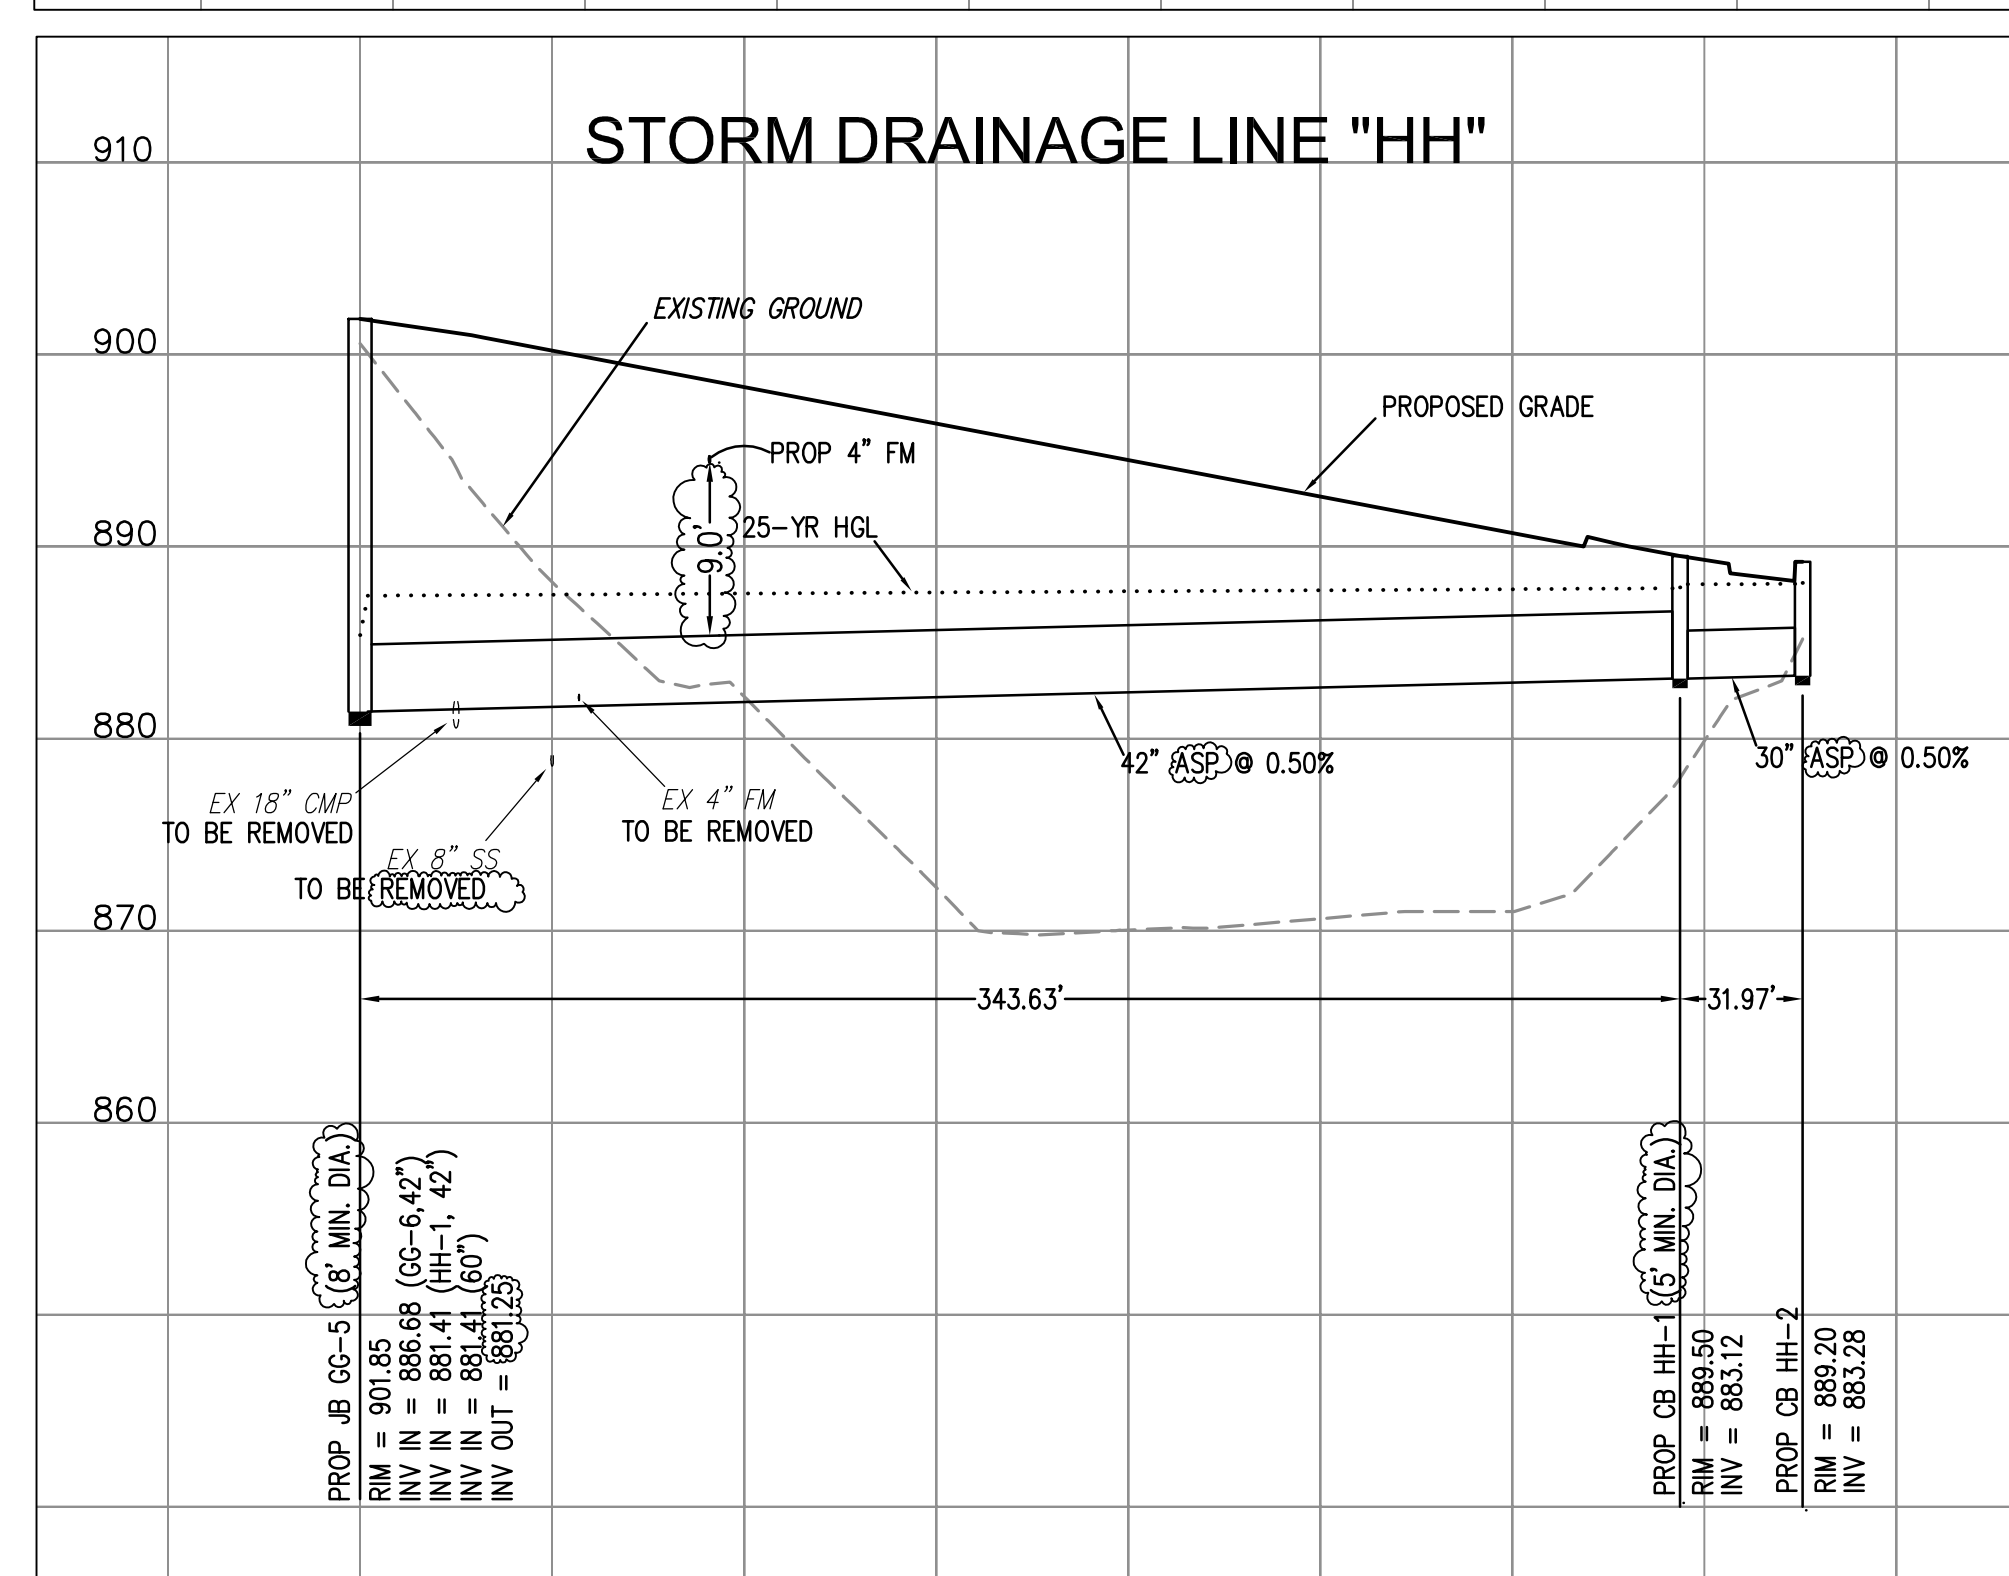 STORM DRAINAGE LINE "HH"
910
900
890
880
870
860
EXISTING GROUND
PROPOSED GRADE
PROP 4" FM
9.0'
25-YR HGL
42" ASP @ 0.50%
30" ASP @ 0.50%
EX 18" CMP
TO BE REMOVED
EX 8" SS
TO BE REMOVED
EX 4" FM
TO BE REMOVED
343.63'
31.97'
PROP JB GG-5 (8' MIN. DIA.)
RIM = 901.85
INV IN = 886.68 (GG-6,42")
INV IN = 881.41 (HH-1, 42")
INV IN = 881.41 (60")
INV OUT = 881.25
PROP CB HH-1 (5' MIN. DIA.)
RIM = 889.50
INV = 883.12
PROP CB HH-2
RIM = 889.20
INV = 883.28